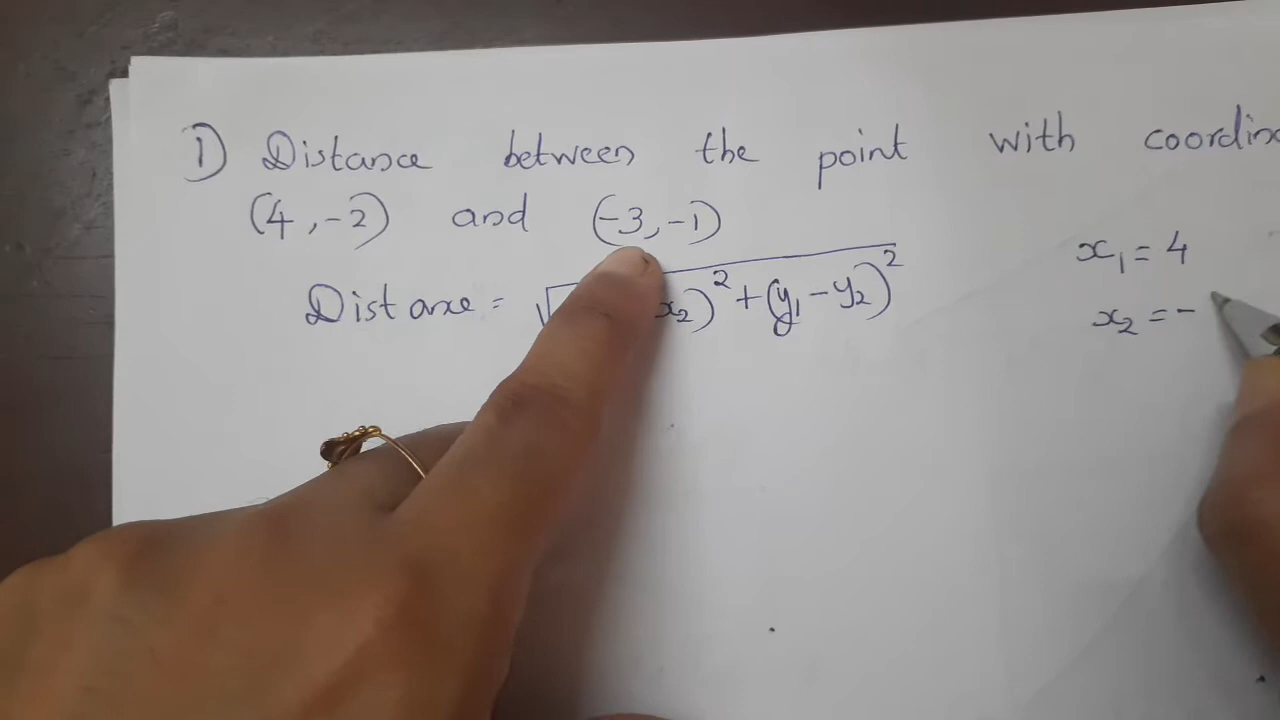 1) Distance between the point with coordin
(4,-2) and (-3,-1)
Distance = √ x₂)² + (y₁ - y₂)²
x₁ = 4
x₂ = -